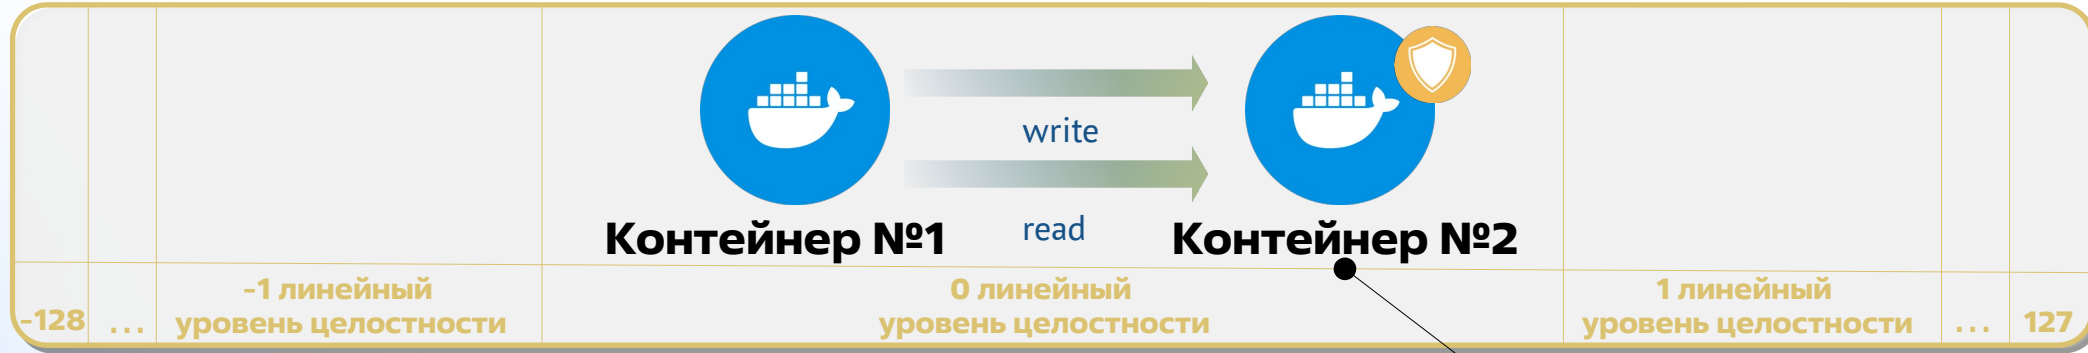 write
read
Контейнер №1
Контейнер №2
-128
...
-1 линейный
уровень целостности
0 линейный
уровень целостности
1 линейный
уровень целостности
...
127